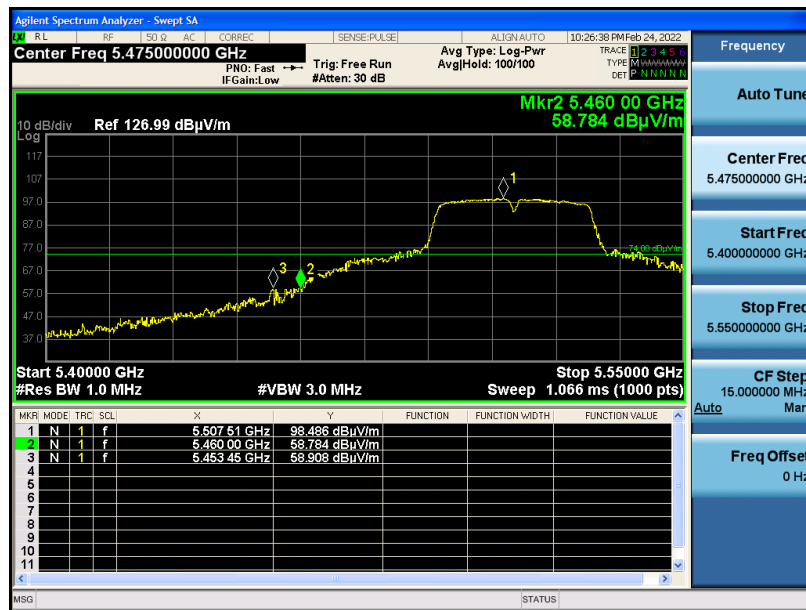 Agilent Spectrum Analyzer - Swept SA
LXI RL RF 50 Ω AC CORREC SENSE:PULSE ALIGN AUTO 10:26:38 PM Feb 24, 2022
Center Freq 5.475000000 GHz
PNO: Fast
IFGain:Low
Trig: Free Run
#Atten: 30 dB
Avg Type: Log-Pwr
Avg|Hold: 100/100
TRACE 1 2 3 4 5 6
TYPE M
DET P N N N N N
Frequency
Mkr2 5.460 00 GHz
58.784 dBµV/m
10 dB/div Ref 126.99 dBµV/m
Log
117
107
97.0
87.0
77.0
67.0
57.0
47.0
37.0
1
74.00 dBµV/m
3
2
Start 5.40000 GHz Stop 5.55000 GHz
#Res BW 1.0 MHz #VBW 3.0 MHz Sweep 1.066 ms (1000 pts)
MKR MODE TRC SCL X Y FUNCTION FUNCTION WIDTH FUNCTION VALUE
1 N 1 f 5.507 51 GHz 98.486 dBµV/m
2 N 1 f 5.460 00 GHz 58.784 dBµV/m
3 N 1 f 5.453 45 GHz 58.908 dBµV/m
4
5
6
7
8
9
10
11
Auto Tune
Center Freq
5.475000000 GHz
Start Freq
5.400000000 GHz
Stop Freq
5.550000000 GHz
CF Step
15.000000 MHz
Auto Man
Freq Offset
0 Hz
MSG STATUS